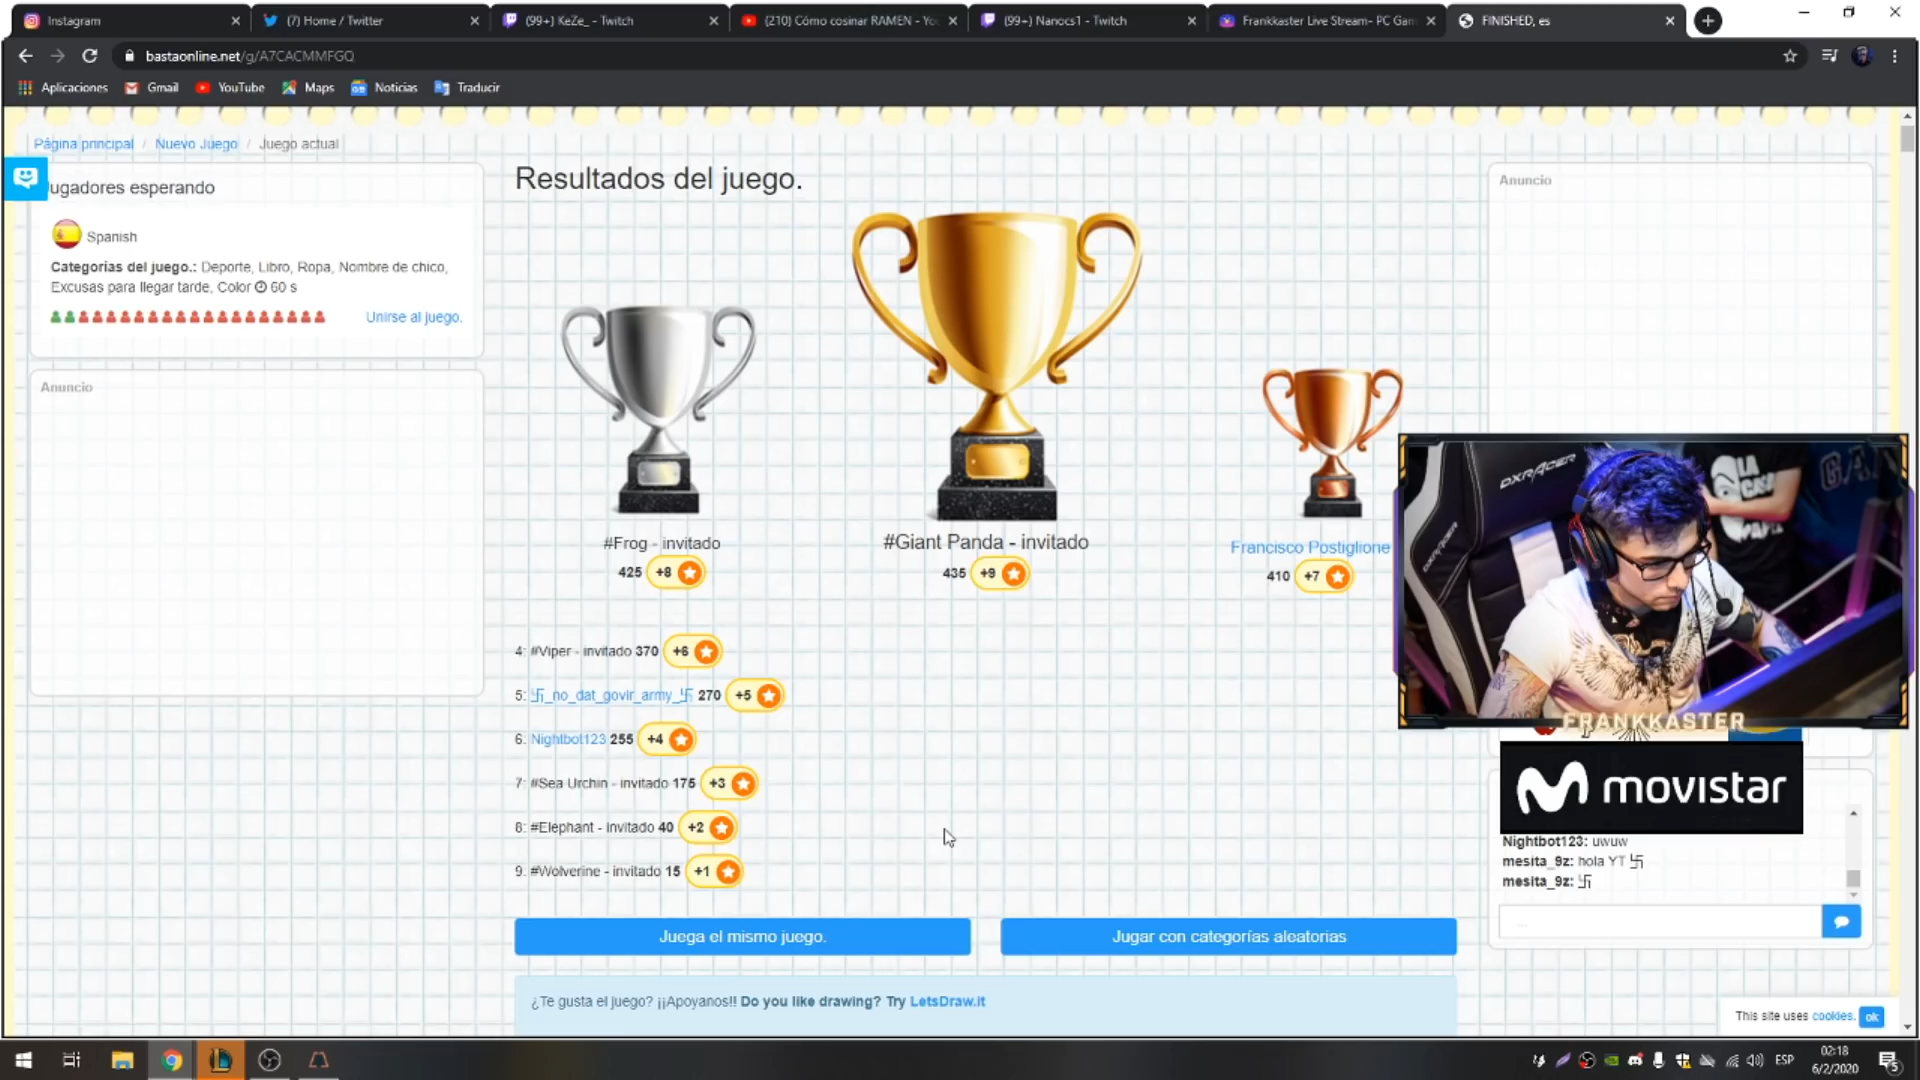 Instagram
(7) Home / Twitter
(99+) KeZe_ - Twitch
(210) Cómo cosinar RAMEN - Yo
(99+) Nanocs1 - Twitch
Frankkaster Live Stream- PC Gam
FINISHED, es
bastaonline.net/g/A7CACMMFGQ
Aplicaciones
Gmail
YouTube
Maps
Noticias
Traducir
Página principal / Nuevo Juego / Juego actual
ugadores esperando
Spanish
Categorías del juego.: Deporte, Libro, Ropa, Nombre de chico,
Excusas para llegar tarde, Color 60 s
Unirse al juego.
Anuncio
Resultados del juego.
#Frog - invitado
425 +8
#Giant Panda - invitado
435 +9
Francisco Postiglione
410 +7
4: #Viper - invitado 370 +6
5: 卐_no_dat_govir_army_卐 270 +5
6: Nightbot123 255 +4
7: #Sea Urchin - invitado 175 +3
8: #Elephant - invitado 40 +2
9: #Wolverine - invitado 15 +1
Juega el mismo juego.
Jugar con categorías aleatorias
¿Te gusta el juego? ¡¡Apoyanos!! Do you like drawing? Try LetsDraw.it
Anuncio
DXRACER
LA
CASA
GA
FRANKKASTER
movistar
Nightbot123: uwuw
mesita_9z: hola YT 卐
mesita_9z: 卐
This site uses cookies. ok
ESP
02:18
6/2/2020
5